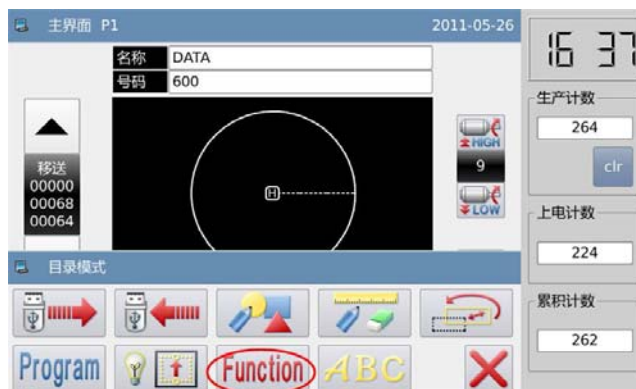 主界面 P1
2011-05-26
16 37
名称 DATA
号码 600
移送
00000
00068
00064
H
HIGH
9
LOW
生产计数
264
clr
上电计数
224
累积计数
262
目录模式
Program
Function
ABC